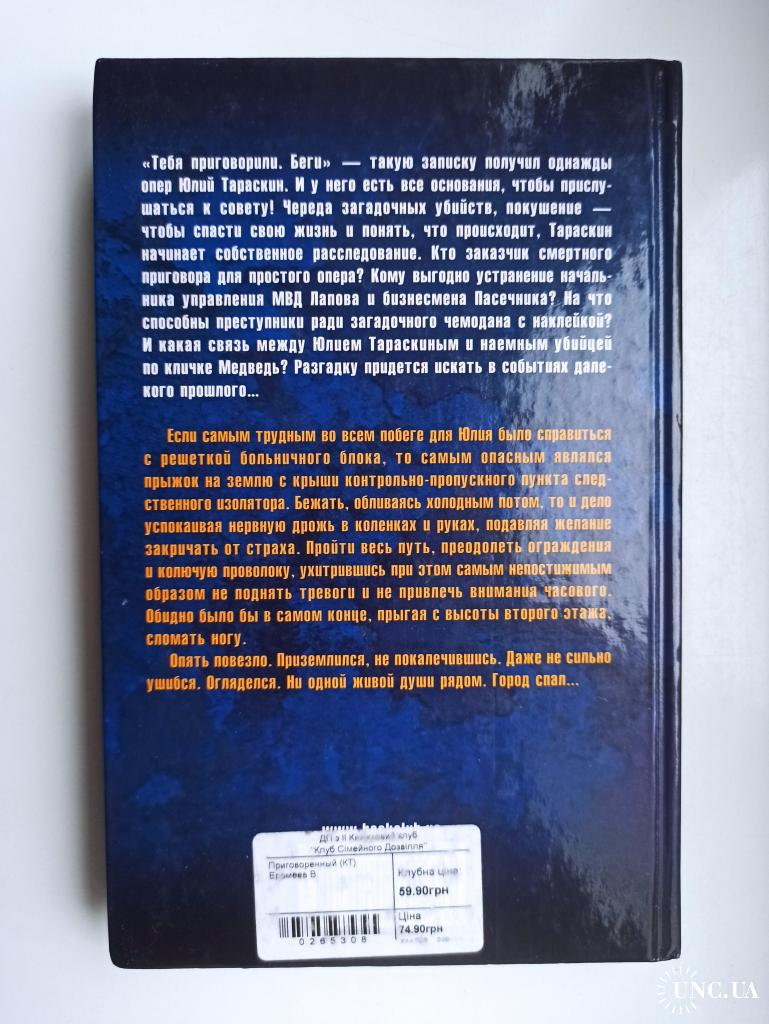 «Тебя приговорили. Беги» — такую записку получил однажды
опер Юлий Тараскин. И у него есть все основания, чтобы прислу-
шаться к совету! Череда загадочных убийств, покушение —
чтобы спасти свою жизнь и понять, что происходит, Тараскин
начинает собственное расследование. Кто заказчик смертного
приговора для простого опера? Кому выгодно устранение началь-
ника управления МВД Лапова и бизнесмена Пасечника? На что
способны преступники ради загадочного чемодана с наклейкой?
И какая связь между Юлием Тараскиным и наемным убийцей
по кличке Медведь? Разгадку придется искать в событиях дале-
кого прошлого...
Если самым трудным во всем побеге для Юлия было справиться
с решеткой больничного блока, то самым опасным являлся
прыжок на землю с крыши контрольно-пропускного пункта след-
ственного изолятора. Бежать, обливаясь холодным потом, то и дело
успокаивая нервную дрожь в коленках и руках, подавляя желание
закричать от страха. Пройти весь путь, преодолеть ограждения
и колючую проволоку, ухитрившись при этом самым непостижимым
образом не поднять тревоги и не привлечь внимания часового.
Обидно было бы в самом конце, прыгая с высоты второго этажа,
сломать ногу.
Опять повезло. Приземлился, не покалечившись. Даже не сильно
ушибся. Огляделся. Ни одной живой души рядом. Город спал...
ДП з ІІ Книжковий клуб
"Клуб Сімейного Дозвілля"
Приговоренный (КТ)
Еремеев В.
Клубна ціна:
59.90грн
Ціна
74.90грн
0265308
UNC.UA